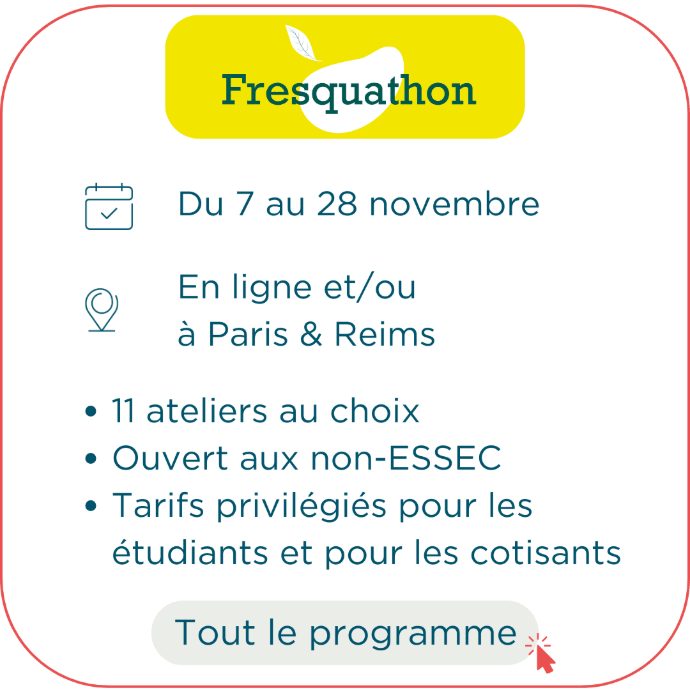 Fresquathon
Du 7 au 28 novembre
En ligne et/ou
à Paris & Reims
• 11 ateliers au choix
• Ouvert aux non-ESSEC
• Tarifs privilégiés pour les
étudiants et pour les cotisants
Tout le programme